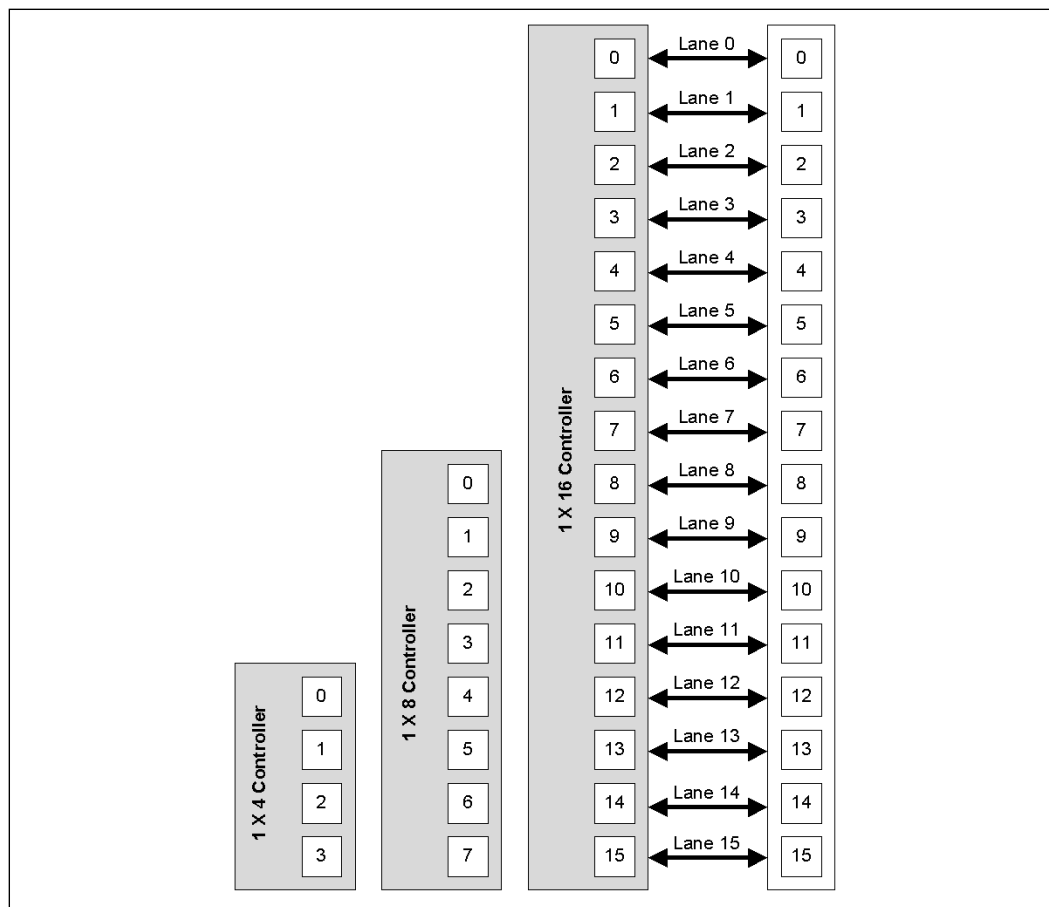 0 Lane 0 0
1 Lane 1 1
2 Lane 2 2
3 Lane 3 3
4 Lane 4 4
5 Lane 5 5
6 Lane 6 6
7 Lane 7 7
1 X 16 Controller
0 8 Lane 8 8
1 9 Lane 9 9
2 10 Lane 10 10
3 11 Lane 11 11
1 X 8 Controller
0 4 12 Lane 12 12
1 5 13 Lane 13 13
1 X 4 Controller
2 6 14 Lane 14 14
3 7 15 Lane 15 15